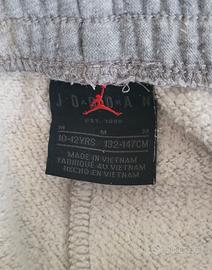 JORDAN
EST. 1985
M M M
10-12YRS 132-147CM
MADE IN VIETNAM
FABRIQUÉ AU VIETNAM
HECHO EN VIETNAM